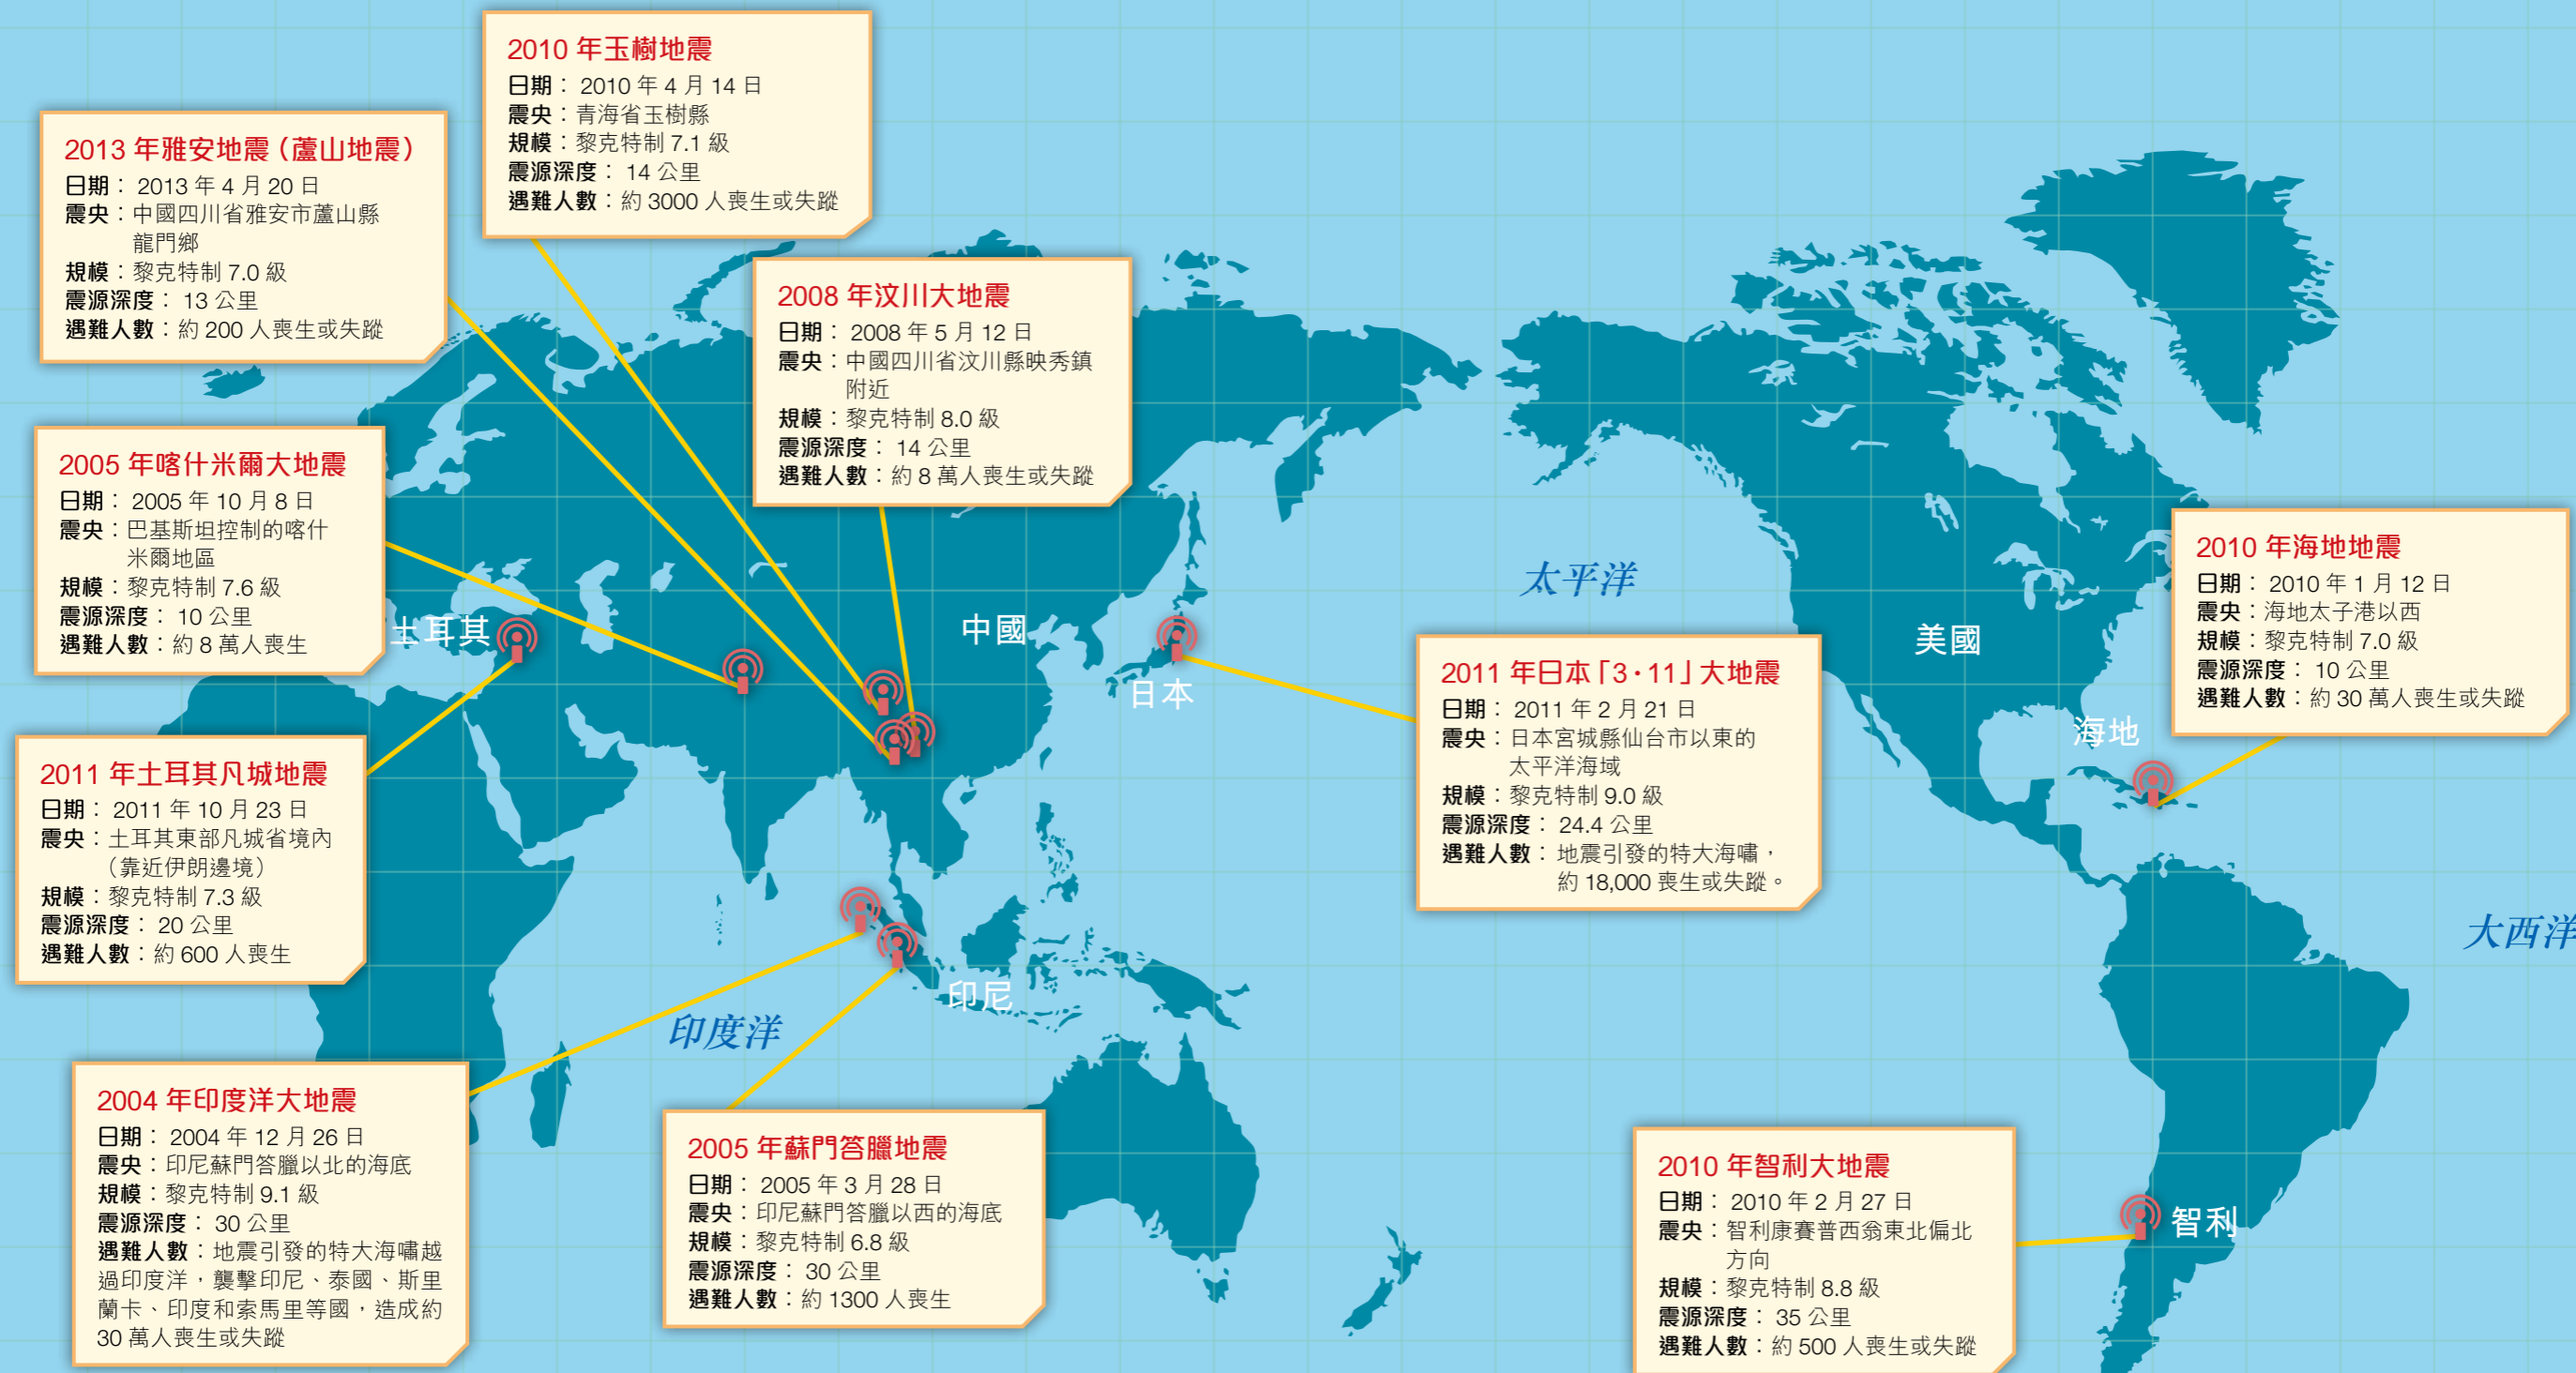 2010 年玉樹地震
日期： 2010 年 4 月 14 日
震央：青海省玉樹縣
規模：黎克特制 7.1 級
震源深度： 14 公里
遇難人數：約 3000 人喪生或失蹤
2013 年雅安地震（蘆山地震）
日期： 2013 年 4 月 20 日
震央：中國四川省雅安市蘆山縣
龍門鄉
規模：黎克特制 7.0 級
震源深度： 13 公里
遇難人數：約 200 人喪生或失蹤
2008 年汶川大地震
日期： 2008 年 5 月 12 日
震央：中國四川省汶川縣映秀鎮
附近
規模：黎克特制 8.0 級
震源深度： 14 公里
遇難人數：約 8 萬人喪生或失蹤
2005 年喀什米爾大地震
日期： 2005 年 10 月 8 日
震央：巴基斯坦控制的喀什
米爾地區
規模：黎克特制 7.6 級
震源深度： 10 公里
遇難人數：約 8 萬人喪生
2010 年海地地震
日期： 2010 年 1 月 12 日
震央：海地太子港以西
規模：黎克特制 7.0 級
震源深度： 10 公里
遇難人數：約 30 萬人喪生或失蹤
太平洋
土耳其
中國
日本
美國
海地
2011 年日本「3·11」大地震
日期： 2011 年 2 月 21 日
震央：日本宮城縣仙台市以東的
太平洋海域
規模：黎克特制 9.0 級
震源深度： 24.4 公里
遇難人數：地震引發的特大海嘯，
約 18,000 喪生或失蹤。
2011 年土耳其凡城地震
日期： 2011 年 10 月 23 日
震央：土耳其東部凡城省境內
（靠近伊朗邊境）
規模：黎克特制 7.3 級
震源深度： 20 公里
遇難人數：約 600 人喪生
大西洋
印尼
印度洋
2004 年印度洋大地震
日期： 2004 年 12 月 26 日
震央：印尼蘇門答臘以北的海底
規模：黎克特制 9.1 級
震源深度： 30 公里
遇難人數：地震引發的特大海嘯越
過印度洋，襲擊印尼、泰國、斯里
蘭卡、印度和索馬里等國，造成約
30 萬人喪生或失蹤
2005 年蘇門答臘地震
日期： 2005 年 3 月 28 日
震央：印尼蘇門答臘以西的海底
規模：黎克特制 6.8 級
震源深度： 30 公里
遇難人數：約 1300 人喪生
2010 年智利大地震
日期： 2010 年 2 月 27 日
震央：智利康賽普西翁東北偏北
方向
規模：黎克特制 8.8 級
震源深度： 35 公里
遇難人數：約 500 人喪生或失蹤
智利